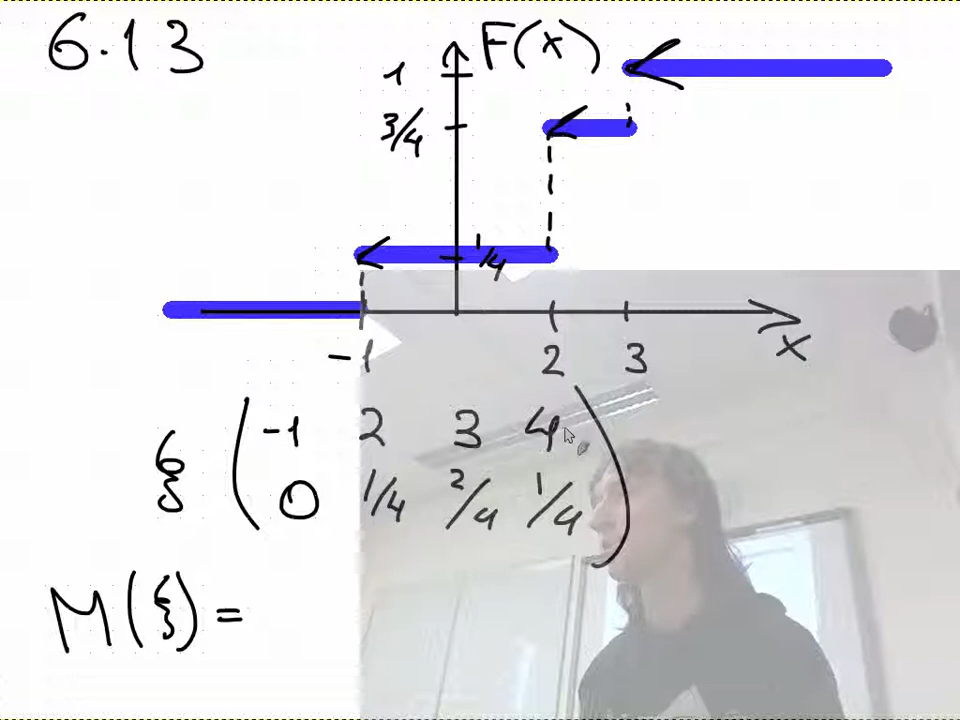 6.13
F(x)
1
3/4
1/4
-1 2 3 x
ξ ( -1 2 3 4 )
0 1/4 2/4 1/4
M(ξ) =